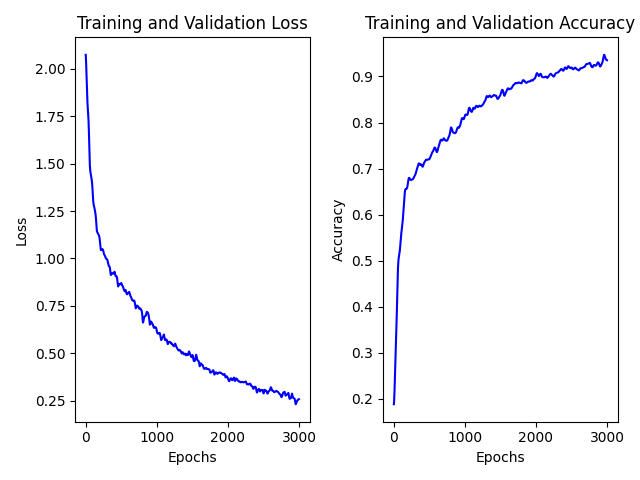 Training and Validation Loss
2.00
1.75
1.50
1.25
1.00
0.75
0.50
0.25
Loss
0 1000 2000 3000
Epochs
Training and Validation Accuracy
0.9
0.8
0.7
0.6
0.5
0.4
0.3
0.2
Accuracy
0 1000 2000 3000
Epochs